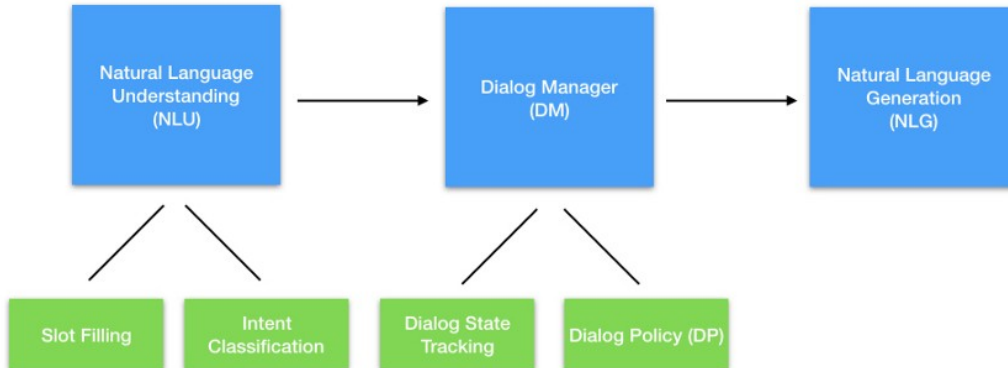 Natural Language
Understanding
(NLU)
Dialog Manager
(DM)
Natural Language
Generation
(NLG)
Slot Filling
Intent
Classification
Dialog State
Tracking
Dialog Policy (DP)